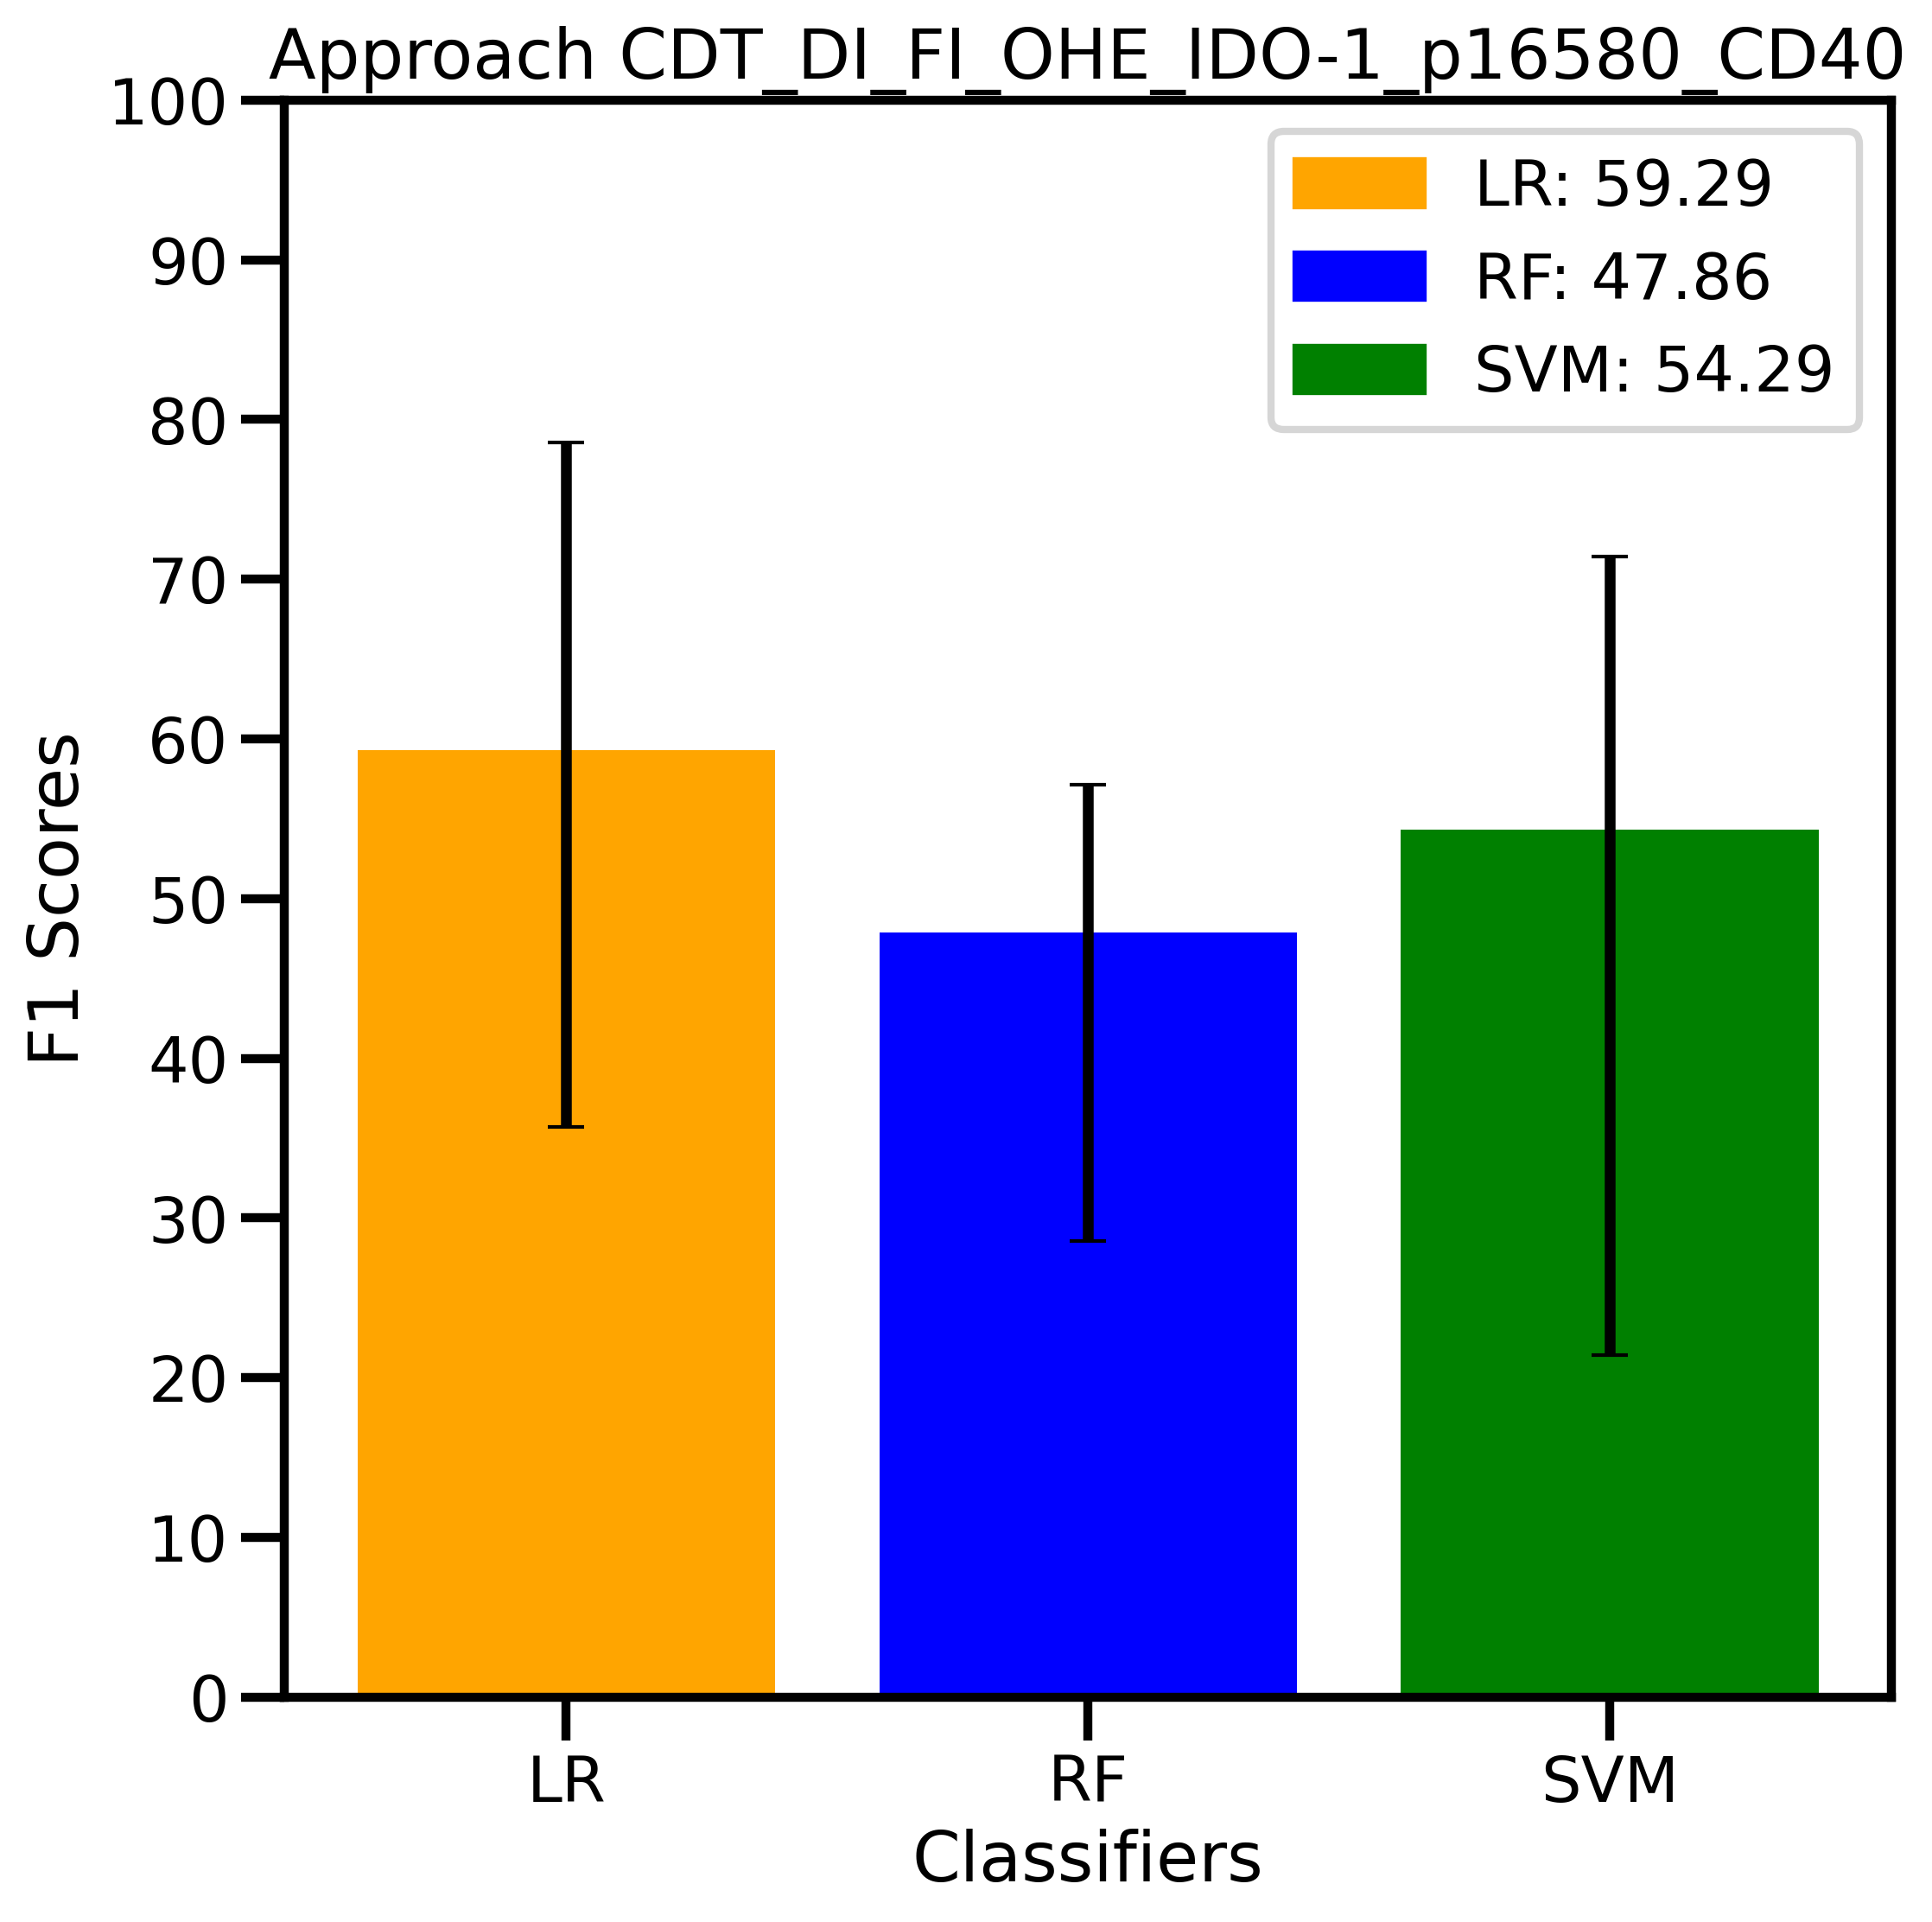 Approach CDT_DI_FI_OHE_IDO-1_p16580_CD40
100
90
80
70
60
50
40
30
20
10
0
F1 Scores
LR: 59.29
RF: 47.86
SVM: 54.29
LR
RF
SVM
Classifiers